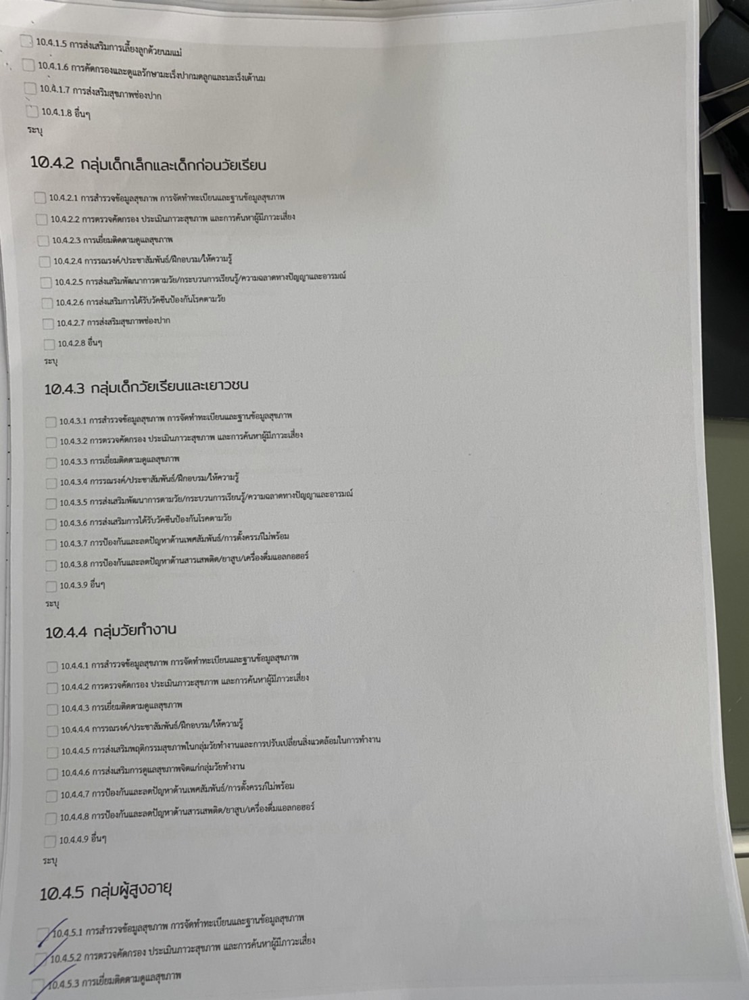 10.4.1.5 การส่งเสริมการเลี้ยงลูกด้วยนมแม่
10.4.1.6 การคัดกรองและดูแลรักษามะเร็งปากมดลูกและมะเร็งเต้านม
10.4.1.7 การส่งสริมสุขภาพช่องปาก
10.4.1.8 อื่นๆ
ระบุ
10.4.2 กลุ่มเด็กเล็กและเด็กก่อนวัยเรียน
10.4.2.1 การสำรวจข้อมูลสุขภาพ การจัดทำทะเบียนและฐานข้อมูลสุขภาพ
10.4.2.2 การตรวจคัดกรอง ประเมินภาวะสุขภาพ และการค้นหาผู้มีภาวะเสี่ยง
10.4.2.3 การเยี่ยมติดตามดูแลสุขภาพ
10.4.2.4 การรณรงค์/ประชาสัมพันธ์/ฝึกอบรม/ให้ความรู้
10.4.2.5 การส่งเสริมพัฒนาการตามวัย/กระบวนการเรียนรู้/ความฉลาดทางปัญญาและอารมณ์
10.4.2.6 การส่งเสริมการได้รับวัคซีนป้องกันโรคตามวัย
10.4.2.7 การส่งสริมสุขภาพช่องปาก
10.4.2.8 อื่นๆ
ระบุ
10.4.3 กลุ่มเด็กวัยเรียนและเยาวชน
10.4.3.1 การสำรวจข้อมูลสุขภาพ การจัดทำทะเบียนและฐานข้อมูลสุขภาพ
10.4.3.2 การตรวจคัดกรอง ประเมินภาวะสุขภาพ และการค้นหาผู้มีภาวะเสี่ยง
10.4.3.3 การเยี่ยมติดตามดูแลสุขภาพ
10.4.3.4 การรณรงค์/ประชาสัมพันธ์/ฝึกอบรม/ให้ความรู้
10.4.3.5 การส่งเสริมพัฒนาการตามวัย/กระบวนการเรียนรู้/ความฉลาดทางปัญญาและอารมณ์
10.4.3.6 การส่งเสริมการได้รับวัคซีนป้องกันโรคตามวัย
10.4.3.7 การป้องกันและลดปัญหาด้านเพศสัมพันธ์/การตั้งครรภ์ไม่พร้อม
10.4.3.8 การป้องกันและลดปัญหาด้านสารเสพติด/ยาสูบ/เครื่องดื่มแอลกอฮอร์
10.4.3.9 อื่นๆ
ระบุ
10.4.4 กลุ่มวัยทำงาน
10.4.4.1 การสำรวจข้อมูลสุขภาพ การจัดทำทะเบียนและฐานข้อมูลสุขภาพ
10.4.4.2 การตรวจคัดกรอง ประเมินภาวะสุขภาพ และการค้นหาผู้มีภาวะเสี่ยง
10.4.4.3 การเยี่ยมติดตามดูแลสุขภาพ
10.4.4.4 การรณรงค์/ประชาสัมพันธ์/ฝึกอบรม/ให้ความรู้
10.4.4.5 การส่งเสริมพฤติกรรมสุขภาพในกลุ่มวัยทำงานและการปรับเปลี่ยนสิ่งแวดล้อมในการทำงาน
10.4.4.6 การส่งเสริมการดูแลสุขภาพจิตแก่กลุ่มวัยทำงาน
10.4.4.7 การป้องกันและลดปัญหาด้านเพศสัมพันธ์/การตั้งครรภ์ไม่พร้อม
10.4.4.8 การป้องกันและลดปัญหาด้านสารเสพติด/ยาสูบ/เครื่องดื่มแอลกอฮอร์
10.4.4.9 อื่นๆ
ระบุ
10.4.5 กลุ่มผู้สูงอายุ
10.4.5.1 การสำรวจข้อมูลสุขภาพ การจัดทำทะเบียนและฐานข้อมูลสุขภาพ
10.4.5.2 การตรวจคัดกรอง ประเมินภาวะสุขภาพ และการค้นหาผู้มีภาวะเสี่ยง
10.4.5.3 การเยี่ยมติดตามดูแลสุขภาพ